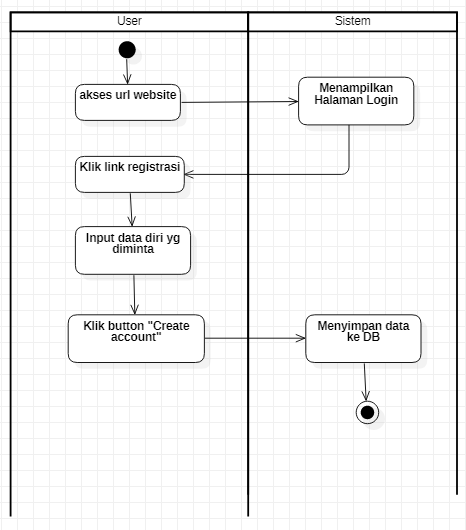 User
Sistem
akses url website
Menampilkan
Halaman Login
Klik link registrasi
Input data diri yg
diminta
Klik button "Create
account"
Menyimpan data
ke DB